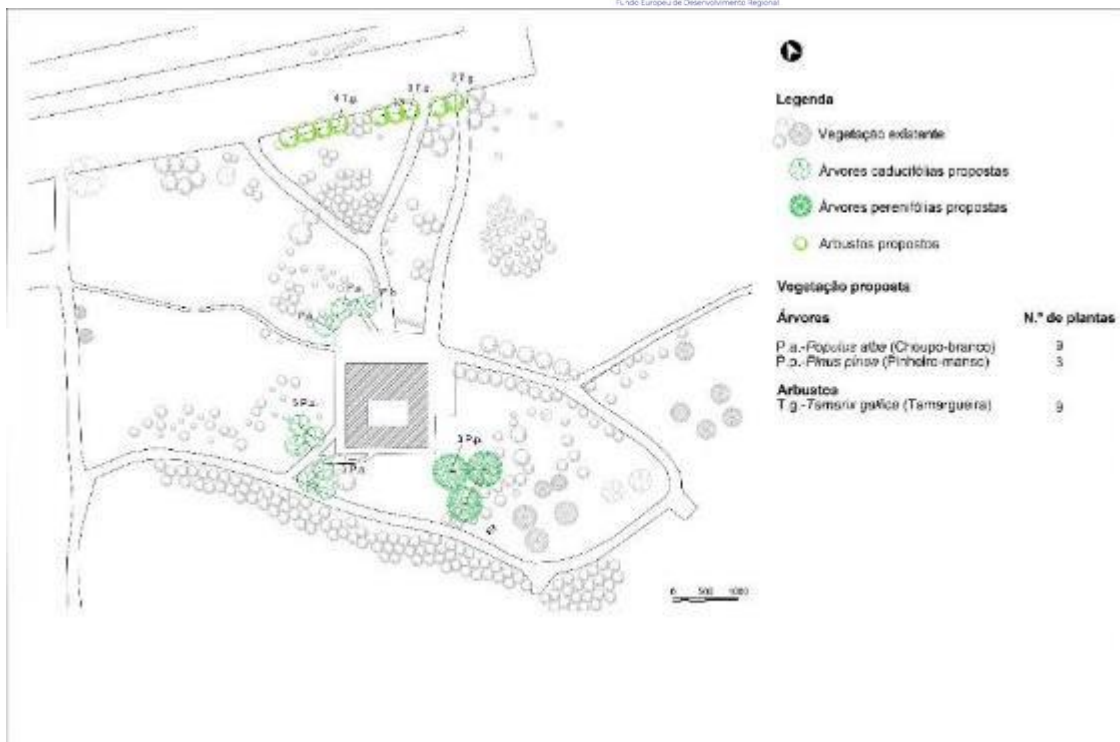 Fundo Europeu de Desenvolvimento Regional
4 T.g.
3 T.g.
2 T.g.
P.a.
P.a.
3 P.p.
Legenda
Vegetação existente
Árvores caducifólias propostas
Árvores perenifólias propostas
Arbustos propostos
Vegetação proposta
Árvores N.º de plantas
P.a.-Populus alba (Choupo-branco) 9
P.p.-Pinus pinea (Pinheiro-manso) 3
Arbustos
T.g.-Tamarix gallica (Tamargueira) 9
0 500 1000